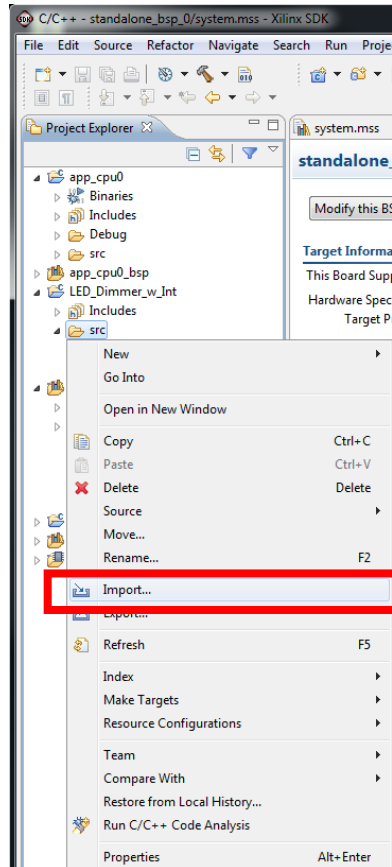 C/C++ - standalone_bsp_0/system.mss - Xilinx SDK
File Edit Source Refactor Navigate Search Run Proje
Project Explorer
system.mss
standalone_
app_cpu0
Binaries
Includes
Debug
src
app_cpu0_bsp
LED_Dimmer_w_Int
Includes
src
Modify this BS
Target Informa
This Board Supp
Hardware Spec
Target P
New
Go Into
Open in New Window
Copy Ctrl+C
Paste Ctrl+V
Delete Delete
Source
Move...
Rename... F2
Import...
Export...
Refresh F5
Index
Make Targets
Resource Configurations
Team
Compare With
Restore from Local History...
Run C/C++ Code Analysis
Properties Alt+Enter